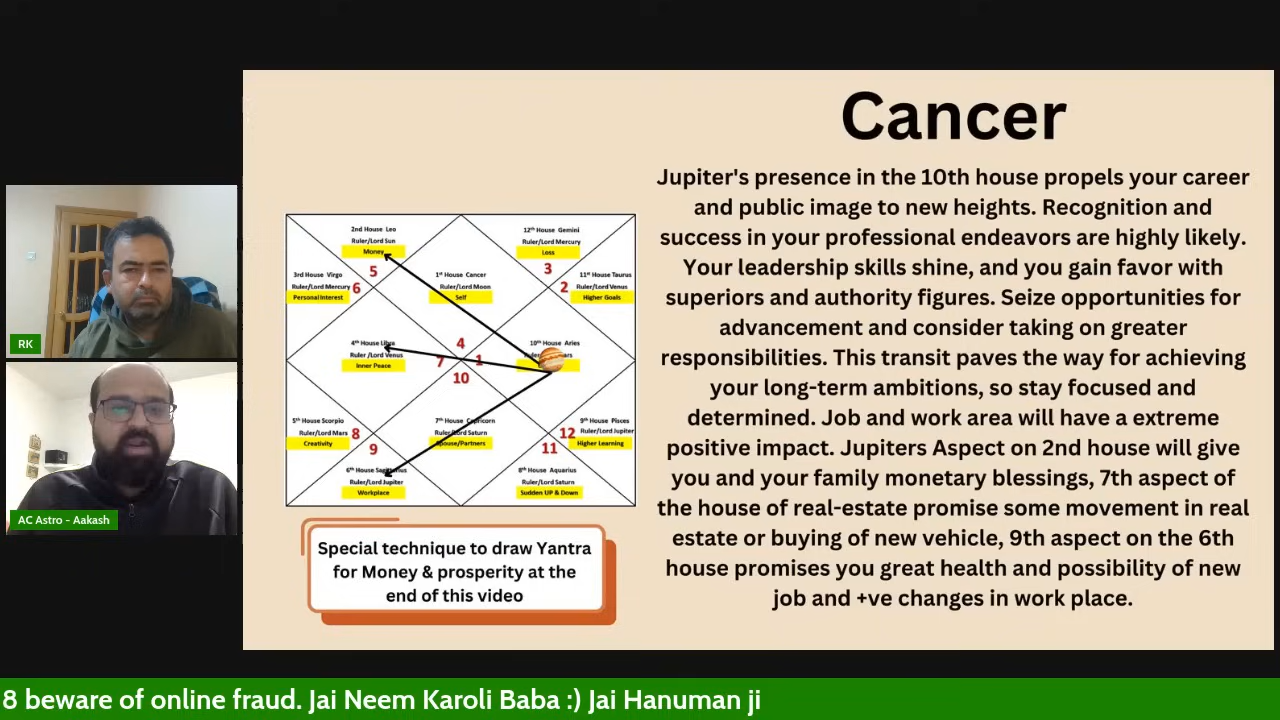 Cancer
Jupiter's presence in the 10th house propels your career
and public image to new heights. Recognition and
success in your professional endeavors are highly likely.
Your leadership skills shine, and you gain favor with
superiors and authority figures. Seize opportunities for
advancement and consider taking on greater
responsibilities. This transit paves the way for achieving
your long-term ambitions, so stay focused and
determined. Job and work area will have a extreme
positive impact. Jupiters Aspect on 2nd house will give
you and your family monetary blessings, 7th aspect of
the house of real-estate promise some movement in real
estate or buying of new vehicle, 9th aspect on the 6th
house promises you great health and possibility of new
job and +ve changes in work place.
2nd House Leo
Ruler/Lord Sun
Money
5
12th House Gemini
Ruler/Lord Mercury
Loss
3
3rd House Virgo
Ruler/Lord Mercury
Personal Interest
6
1st House Cancer
Ruler/Lord Moon
Self
4
11st House Taurus
Ruler/Lord Venus
Higher Goals
2
4th House Libra
Ruler /Lord Venus
Inner Peace
7
10th House Aries
1
10
5th House Scorpio
Ruler/Lord Mars
Creativity
8
7th House Capricorn
Ruler/Lord Saturn
Spouse/Partners
9th House Pisces
Ruler/Lord Jupiter
Higher Learning
12
9
6th House Sagittarius
Ruler/Lord Jupiter
Workplace
11
8th House Aquarius
Ruler/Lord Saturn
Sudden UP & Down
Special technique to draw Yantra
for Money & prosperity at the
end of this video
RK
AC Astro - Aakash
8 beware of online fraud. Jai Neem Karoli Baba :) Jai Hanuman ji